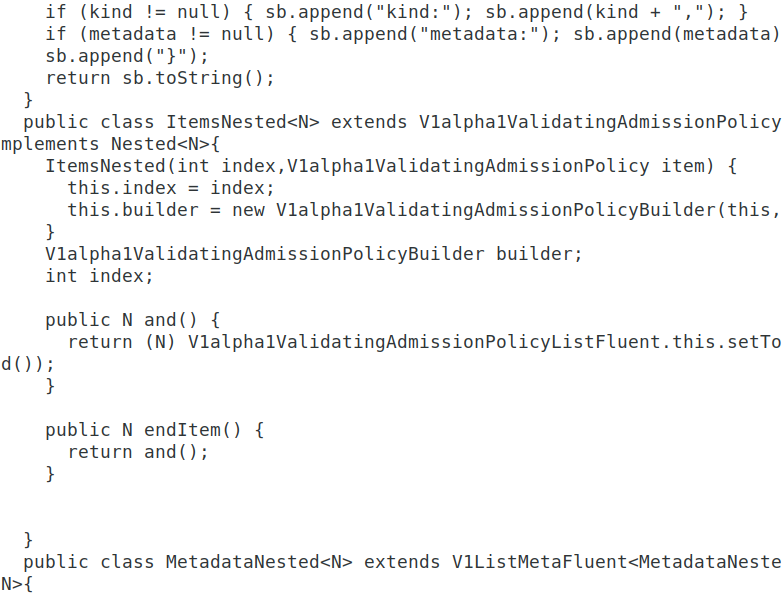 if (kind != null) { sb.append("kind:"); sb.append(kind + ","); }
    if (metadata != null) { sb.append("metadata:"); sb.append(metadata)
    sb.append("}");
    return sb.toString();
  }
  public class ItemsNested<N> extends V1alpha1ValidatingAdmissionPolicy
mplements Nested<N>{
    ItemsNested(int index,V1alpha1ValidatingAdmissionPolicy item) {
      this.index = index;
      this.builder = new V1alpha1ValidatingAdmissionPolicyBuilder(this,
    }
    V1alpha1ValidatingAdmissionPolicyBuilder builder;
    int index;

    public N and() {
      return (N) V1alpha1ValidatingAdmissionPolicyListFluent.this.setTo
d());
    }

    public N endItem() {
      return and();
    }


  }
  public class MetadataNested<N> extends V1ListMetaFluent<MetadataNeste
N>{